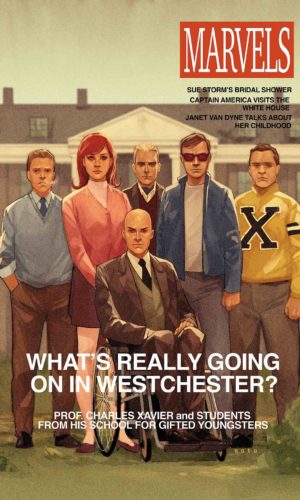 MARVELS
SUE STORM'S BRIDAL SHOWER
CAPTAIN AMERICA VISITS THE
WHITE HOUSE
JANET VAN DYNE TALKS ABOUT
HER CHILDHOOD
X
WHAT'S REALLY GOING
ON IN WESTCHESTER?
PROF. CHARLES XAVIER and STUDENTS
FROM HIS SCHOOL FOR GIFTED YOUNGSTERS
noto